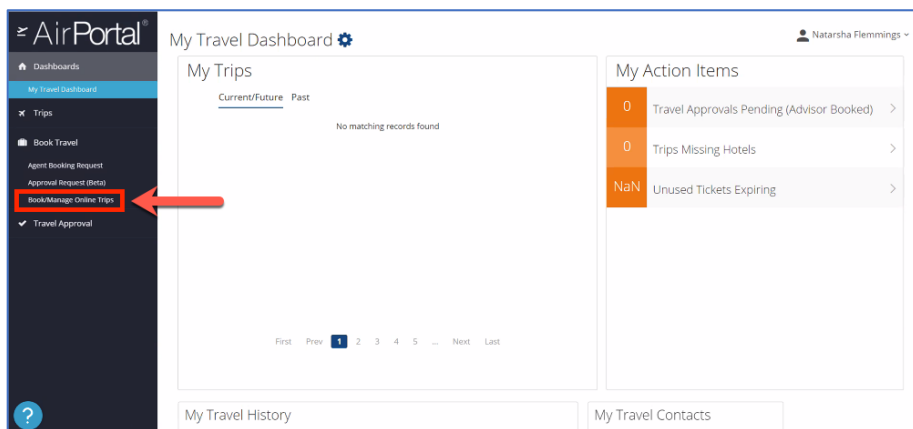 AirPortal®
My Travel Dashboard
Natarsha Flemmings
Dashboards
My Travel Dashboard
Trips
Book Travel
Agent Booking Request
Approval Request (Beta)
Book/Manage Online Trips
Travel Approval
My Trips
Current/Future Past
No matching records found
First Prev 1 2 3 4 5 ... Next Last
My Action Items
0 Travel Approvals Pending (Advisor Booked)
0 Trips Missing Hotels
NaN Unused Tickets Expiring
?
My Travel History
My Travel Contacts